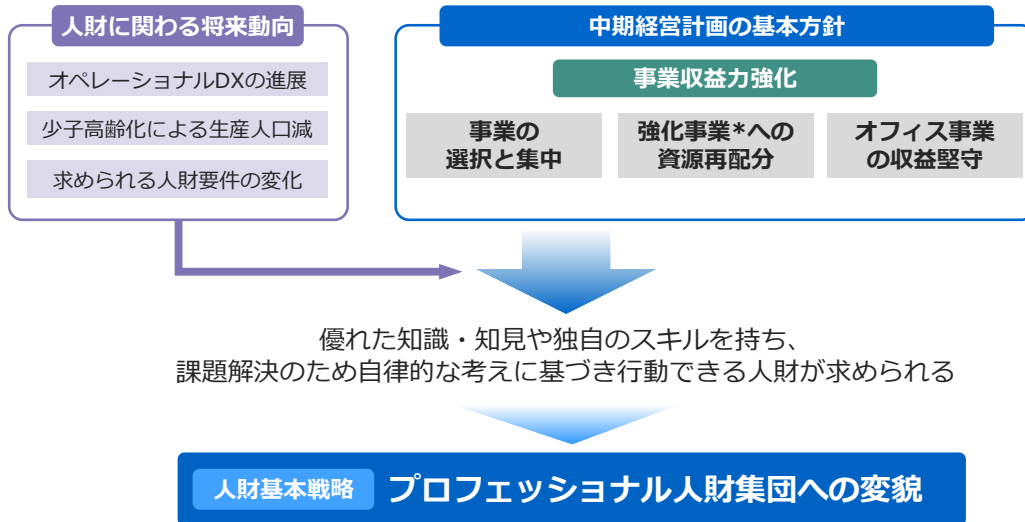 人財に関わる将来動向
オペレーショナルDXの進展
少子高齢化による生産人口減
求められる人財要件の変化
中期経営計画の基本方針
事業収益力強化
事業の
選択と集中
強化事業*への
資源再配分
オフィス事業
の収益堅守
優れた知識・知見や独自のスキルを持ち、
課題解決のため自律的な考えに基づき行動できる人財が求められる
人財基本戦略 プロフェッショナル人財集団への変貌